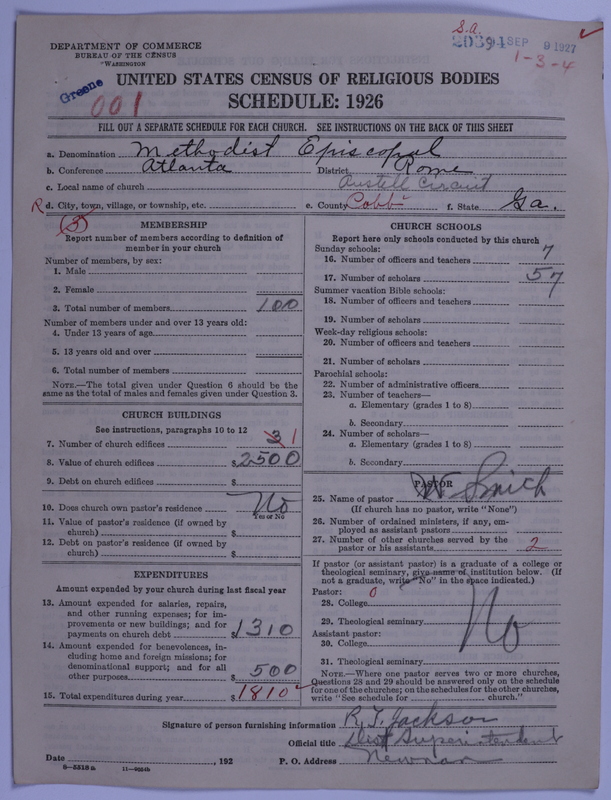 S.a.
20394 SEP 9 1927
1-3-4
DEPARTMENT OF COMMERCE
BUREAU OF THE CENSUS
WASHINGTON
Greene
001
UNITED STATES CENSUS OF RELIGIOUS BODIES
SCHEDULE: 1926
FILL OUT A SEPARATE SCHEDULE FOR EACH CHURCH. SEE INSTRUCTIONS ON THE BACK OF THIS SHEET
a. Denomination Methodist Episcopal
b. Conference Atlanta District Rome
c. Local name of church Austell Circuit
R d. City, town, village, or township, etc. e. County Cobb f. State Ga.
(3)
MEMBERSHIP
Report number of members according to definition of
member in your church
Number of members, by sex:
1. Male
2. Female
3. Total number of members 100
Number of members under and over 13 years old:
4. Under 13 years of age
5. 13 years old and over
6. Total number of members
NOTE.—The total given under Question 6 should be the
same as the total of males and females given under Question 3.
CHURCH BUILDINGS
See instructions, paragraphs 10 to 12
7. Number of church edifices 3 1
8. Value of church edifices $2500
9. Debt on church edifices $
10. Does church own pastor's residence No
Yes or No
11. Value of pastor's residence (if owned by
church) $
12. Debt on pastor's residence (if owned by
church) $
EXPENDITURES
Amount expended by your church during last fiscal year
13. Amount expended for salaries, repairs,
and other running expenses; for im-
provements or new buildings; and for
payments on church debt $1310
14. Amount expended for benevolences, in-
cluding home and foreign missions; for
denominational support; and for all
other purposes $500
15. Total expenditures during year $1810
CHURCH SCHOOLS
Report here only schools conducted by this church
Sunday schools:
16. Number of officers and teachers 7
17. Number of scholars 57
Summer vacation Bible schools:
18. Number of officers and teachers
19. Number of scholars
Week-day religious schools:
20. Number of officers and teachers
21. Number of scholars
Parochial schools:
22. Number of administrative officers
23. Number of teachers—
a. Elementary (grades 1 to 8)
b. Secondary
24. Number of scholars—
a. Elementary (grades 1 to 8)
b. Secondary
PASTOR
25. Name of pastor W Smith
(If church has no pastor, write "None")
26. Number of ordained ministers, if any, em-
ployed as assistant pastors
27. Number of other churches served by the
pastor or his assistants 2
If pastor (or assistant pastor) is a graduate of a college or
theological seminary, give name of institution below. (If
not a graduate, write "No" in the space indicated.)
Pastor: 0
28. College
29. Theological seminary No
Assistant pastor:
30. College
31. Theological seminary
NOTE.—Where one pastor serves two or more churches,
Questions 28 and 29 should be answered only on the schedule
for one of the churches; on the schedules for the other churches,
write "See schedule for church."
Signature of person furnishing information R. T. Jackson
Official title Dist Superintendent
Date , 192 P. O. Address Newnan